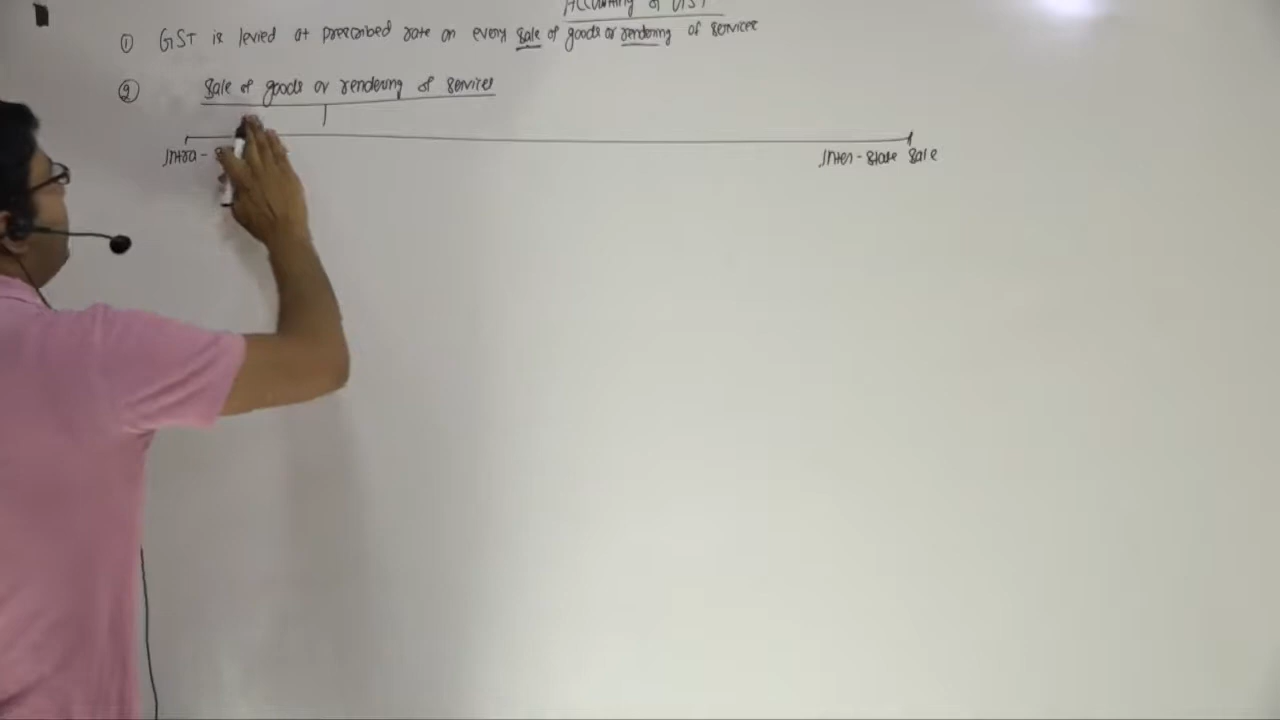 Accounting of GST
① GST is levied at prescribed rate on every sale of goods or rendering of services
② Sale of goods or rendering of services
Intra-
Inter-State Sale